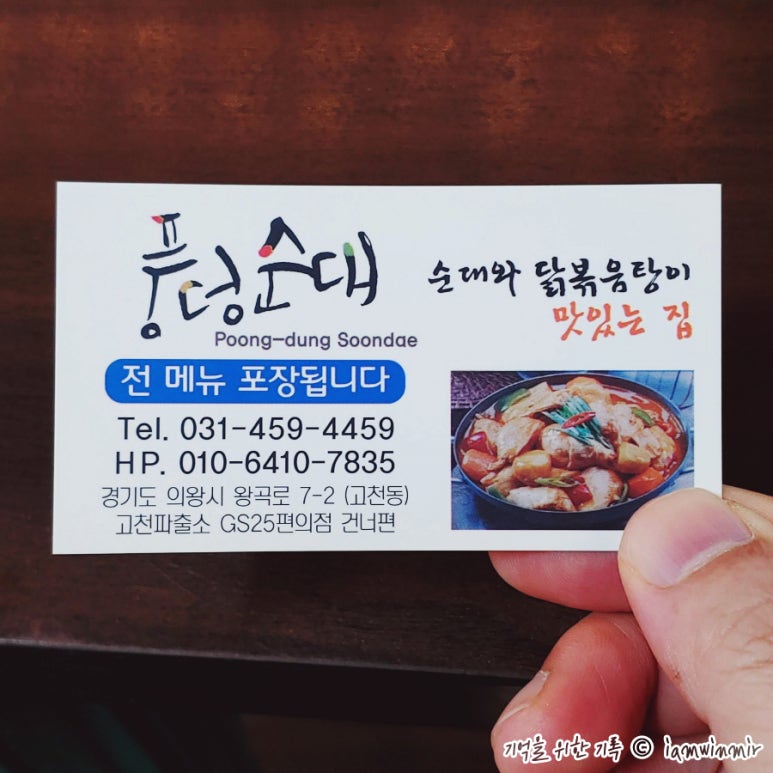 풍덩순대
Poong-dung Soondae
순대와 닭볶음탕이
맛있는 집
전 메뉴 포장됩니다
Tel. 031-459-4459
HP. 010-6410-7835
경기도 의왕시 왕곡로 7-2 (고천동)
고천파출소 GS25편의점 건너편
기억을 위한 기록 © iamwinmir